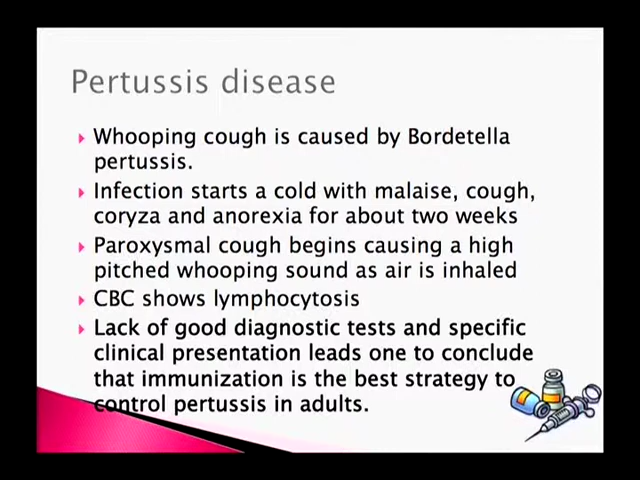 Pertussis disease
Whooping cough is caused by Bordetella
pertussis.
Infection starts a cold with malaise, cough,
coryza and anorexia for about two weeks
Paroxysmal cough begins causing a high
pitched whooping sound as air is inhaled
CBC shows lymphocytosis
Lack of good diagnostic tests and specific
clinical presentation leads one to conclude
that immunization is the best strategy to
control pertussis in adults.